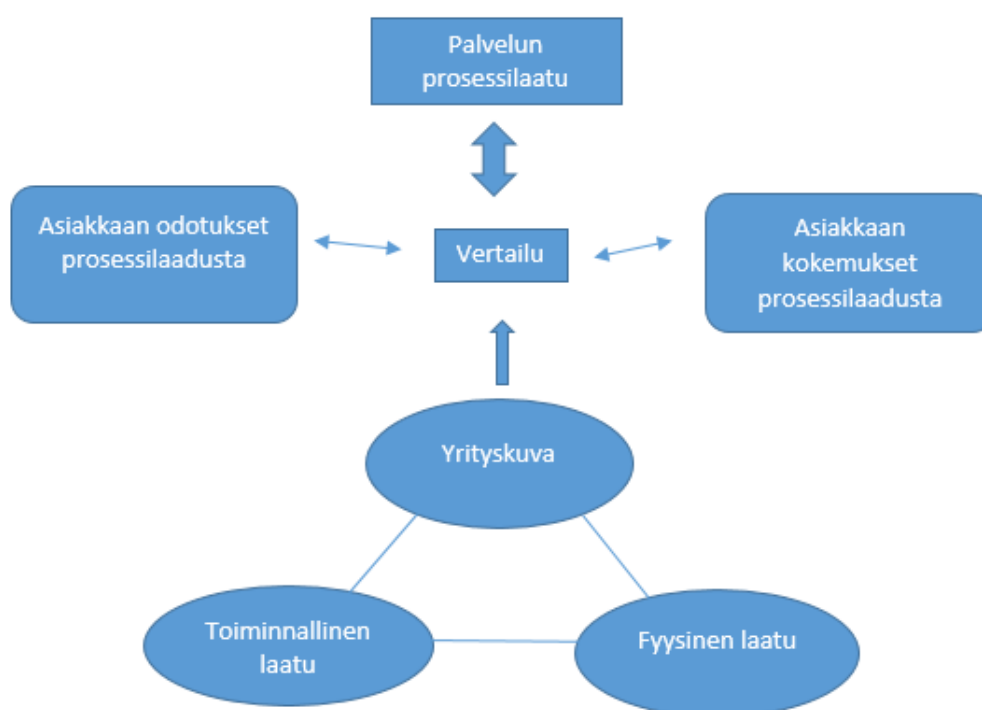 Palvelun
prosessilaatu
Asiakkaan odotukset
prosessilaadusta
Vertailu
Asiakkaan
kokemukset
prosessilaadusta
Yrityskuva
Toiminnallinen
laatu
Fyysinen laatu